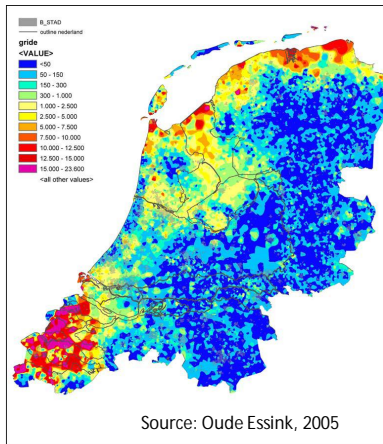 B_STAD
outline nederland
gride
<VALUE>
<50
50 - 150
150 - 300
300 - 1.000
1.000 - 2.500
2.500 - 5.000
5.000 - 7.500
7.500 - 10.000
10.000 - 12.500
12.500 - 15.000
15.000 - 23.600
<all other values>
Source: Oude Essink, 2005